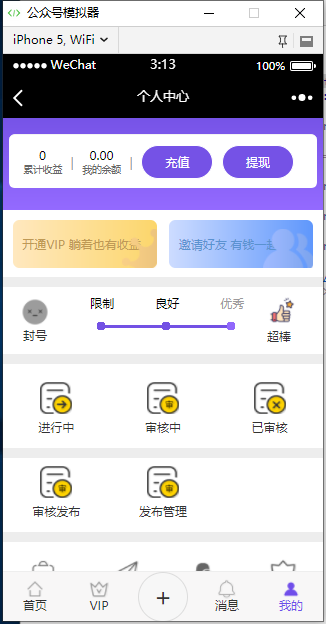 公众号模拟器
iPhone 5, WiFi
WeChat 3:13 100%
个人中心
0 0.00 充值 提现
累计收益 我的余额
开通VIP 躺着也有收益 邀请好友 有钱一起
限制 良好 优秀
封号 超棒
进行中 审核中 已审核
审
审 审
审核发布 发布管理
首页 VIP + 消息 我的